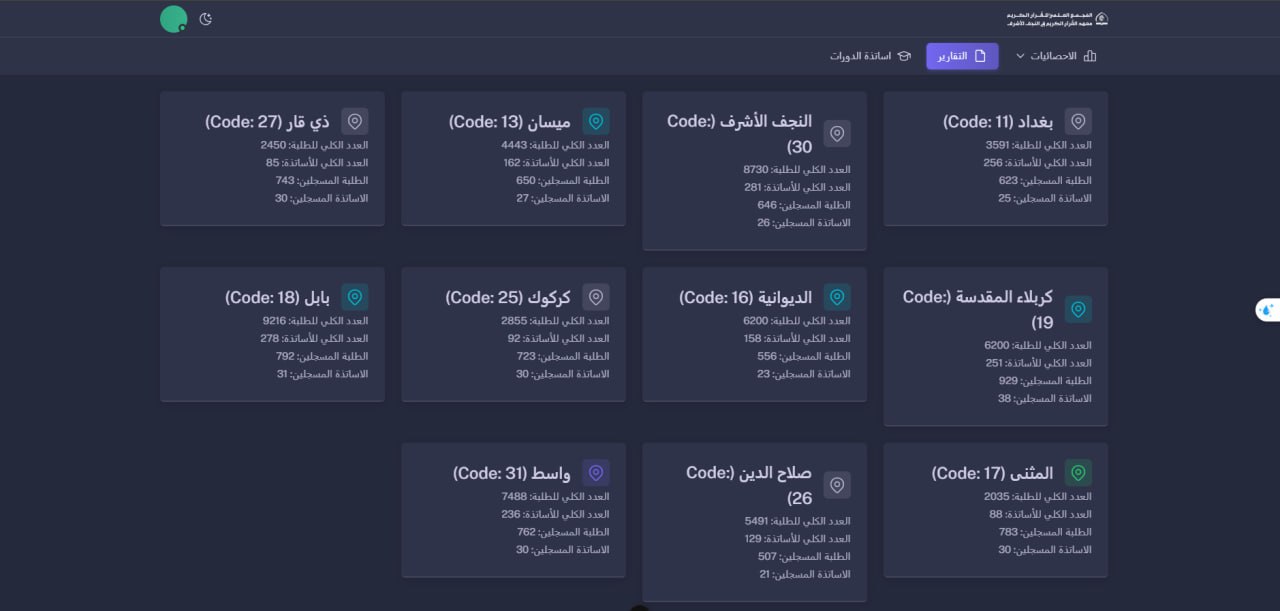 المجمع العلمي للقرآن الكريم
معهد القرآن الكريم في النجف الأشرف
الاحصائيات
التقارير
اساتذة الدورات
بغداد (Code: 11)
العدد الكلي للطلبة: 3591
العدد الكلي للأساتذة: 256
الطلبة المسجلين: 623
الاساتذة المسجلين: 25
النجف الأشرف (Code:
30)
العدد الكلي للطلبة: 8730
العدد الكلي للأساتذة: 281
الطلبة المسجلين: 646
الاساتذة المسجلين: 26
ميسان (Code: 13)
العدد الكلي للطلبة: 4443
العدد الكلي للأساتذة: 162
الطلبة المسجلين: 650
الاساتذة المسجلين: 27
ذي قار (Code: 27)
العدد الكلي للطلبة: 2450
العدد الكلي للأساتذة: 85
الطلبة المسجلين: 743
الاساتذة المسجلين: 30
كربلاء المقدسة (Code:
19)
العدد الكلي للطلبة: 6200
العدد الكلي للأساتذة: 251
الطلبة المسجلين: 929
الاساتذة المسجلين: 38
الديوانية (Code: 16)
العدد الكلي للطلبة: 6200
العدد الكلي للأساتذة: 158
الطلبة المسجلين: 556
الاساتذة المسجلين: 23
كركوك (Code: 25)
العدد الكلي للطلبة: 2855
العدد الكلي للأساتذة: 92
الطلبة المسجلين: 723
الاساتذة المسجلين: 30
بابل (Code: 18)
العدد الكلي للطلبة: 9216
العدد الكلي للأساتذة: 278
الطلبة المسجلين: 792
الاساتذة المسجلين: 31
المثنى (Code: 17)
العدد الكلي للطلبة: 2035
العدد الكلي للأساتذة: 88
الطلبة المسجلين: 783
الاساتذة المسجلين: 30
صلاح الدين (Code:
26)
العدد الكلي للطلبة: 5491
العدد الكلي للأساتذة: 129
الطلبة المسجلين: 507
الاساتذة المسجلين: 21
واسط (Code: 31)
العدد الكلي للطلبة: 7488
العدد الكلي للأساتذة: 236
الطلبة المسجلين: 762
الاساتذة المسجلين: 30